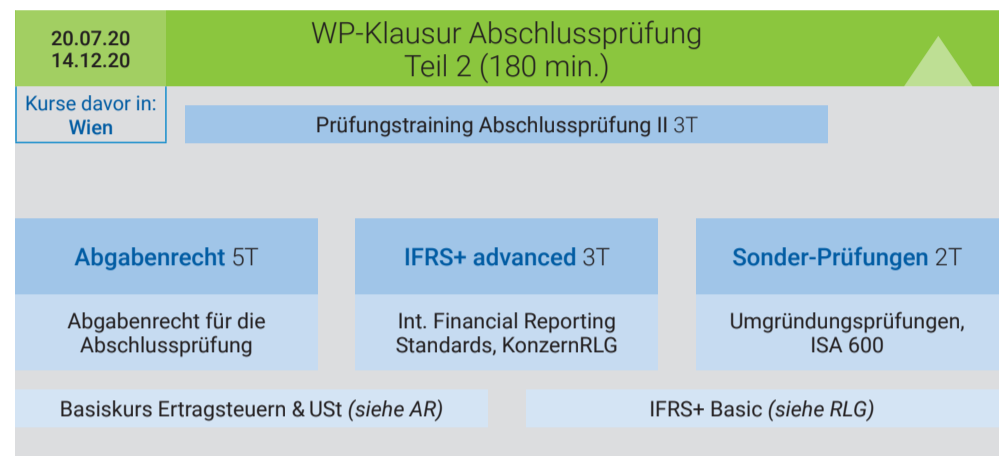 20.07.20
14.12.20
WP-Klausur Abschlussprüfung
Teil 2 (180 min.)
Kurse davor in:
Wien
Prüfungstraining Abschlussprüfung II 3T
Abgabenrecht 5T
Abgabenrecht für die
Abschlussprüfung
IFRS+ advanced 3T
Int. Financial Reporting
Standards, KonzernRLG
Sonder-Prüfungen 2T
Umgründungsprüfungen,
ISA 600
Basiskurs Ertragsteuern & USt (siehe AR)
IFRS+ Basic (siehe RLG)